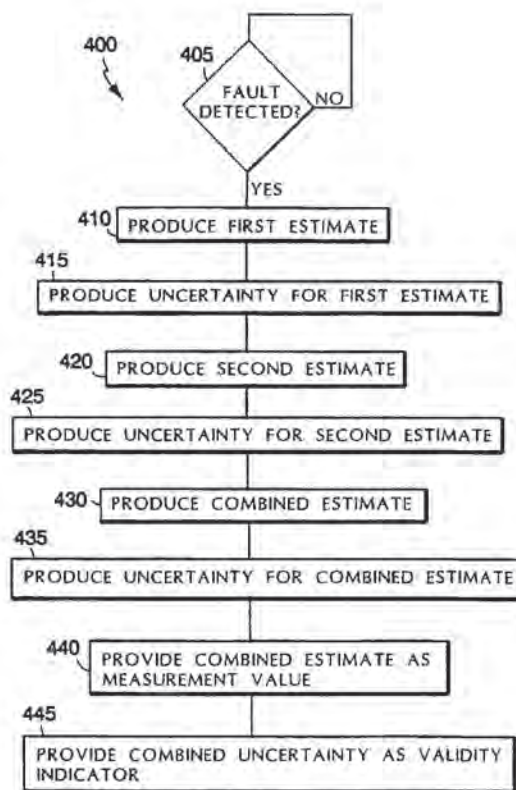 400
405
FAULT
DETECTED?
NO
YES
410
PRODUCE FIRST ESTIMATE
415
PRODUCE UNCERTAINTY FOR FIRST ESTIMATE
420
PRODUCE SECOND ESTIMATE
425
PRODUCE UNCERTAINTY FOR SECOND ESTIMATE
430
PRODUCE COMBINED ESTIMATE
435
PRODUCE UNCERTAINTY FOR COMBINED ESTIMATE
440
PROVIDE COMBINED ESTIMATE AS
MEASUREMENT VALUE
445
PROVIDE COMBINED UNCERTAINTY AS VALIDITY
INDICATOR